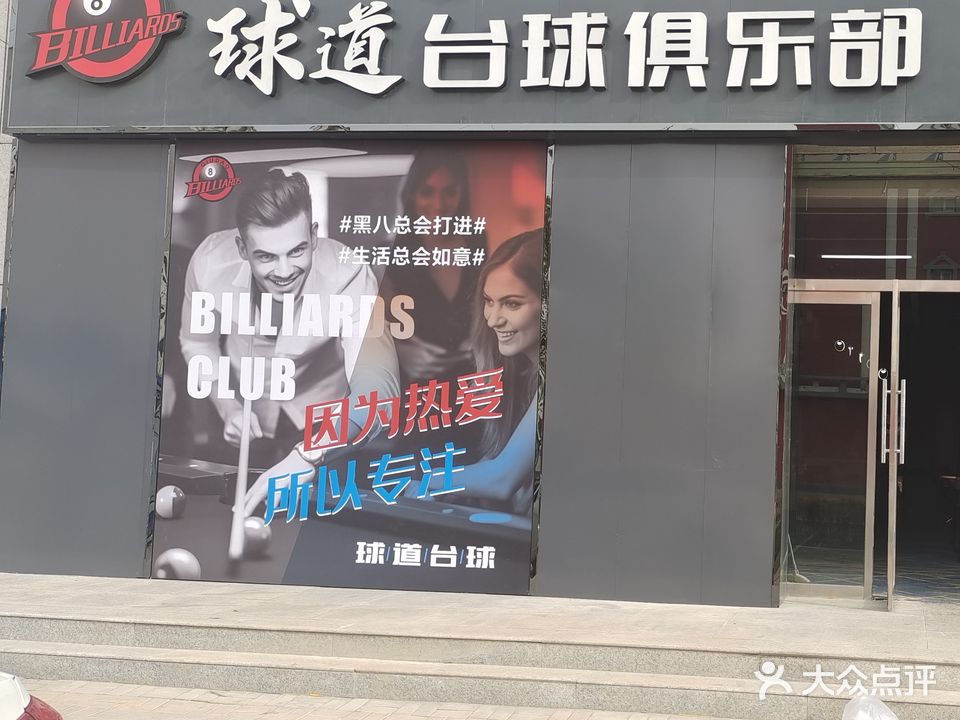 8
BILLIARDS
球道台球俱乐部
8
BILLIARDS
#黑八总会打进#
#生活总会如意#
BILLIARDS
CLUB
因为热爱
所以专注
球/道/台/球
大众点评